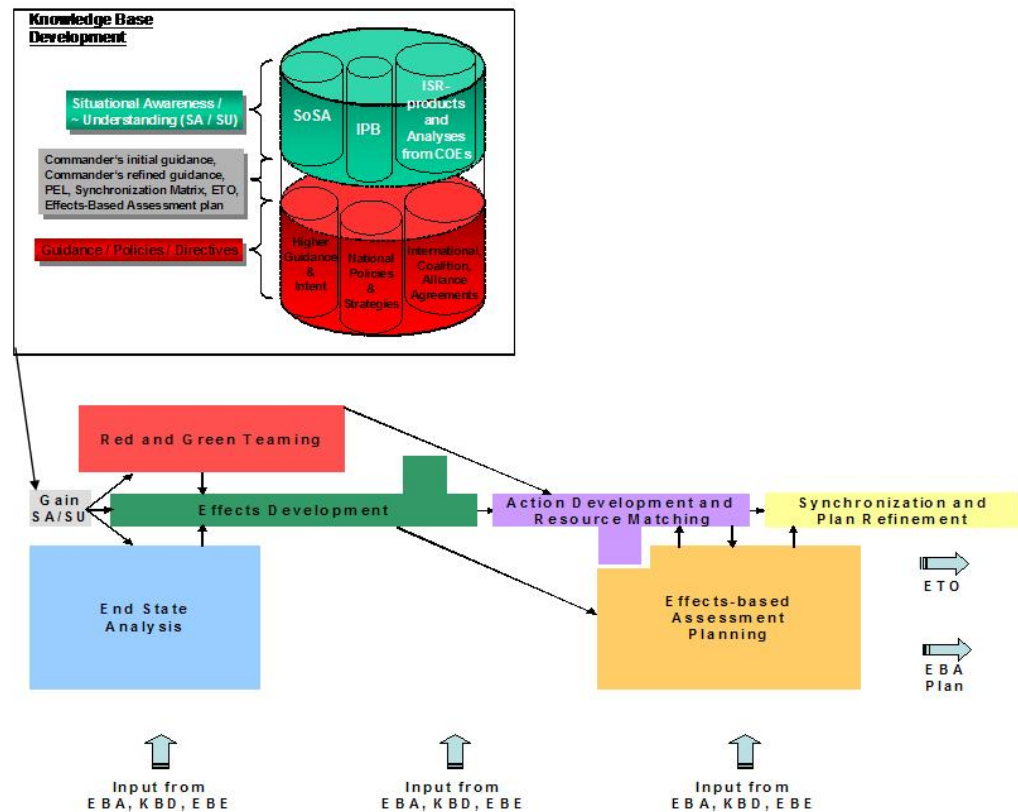 Knowledge Base
Development
Situational Awareness /
~ Understanding (SA / SU)
Commander's initial guidance,
Commander's refined guidance,
PEL, Synchronization Matrix, ETO,
Effects-Based Assessment plan
Guidance / Policies / Directives
SoSA
IPB
ISR-
products
and
Analyses
from COEs
Higher
Guidance
&
Intent
National
Policies
&
Strategies
International,
Coalition,
Alliance
Agreements
Red and Green Teaming
Gain
SA/SU
Effects Development
Action Development and
Resource Matching
Synchronization and
Plan Refinement
End State
Analysis
Effects-based
Assessment
Planning
ETO
EBA
Plan
Input from
EBA, KBD, EBE
Input from
EBA, KBD, EBE
Input from
EBA, KBD, EBE